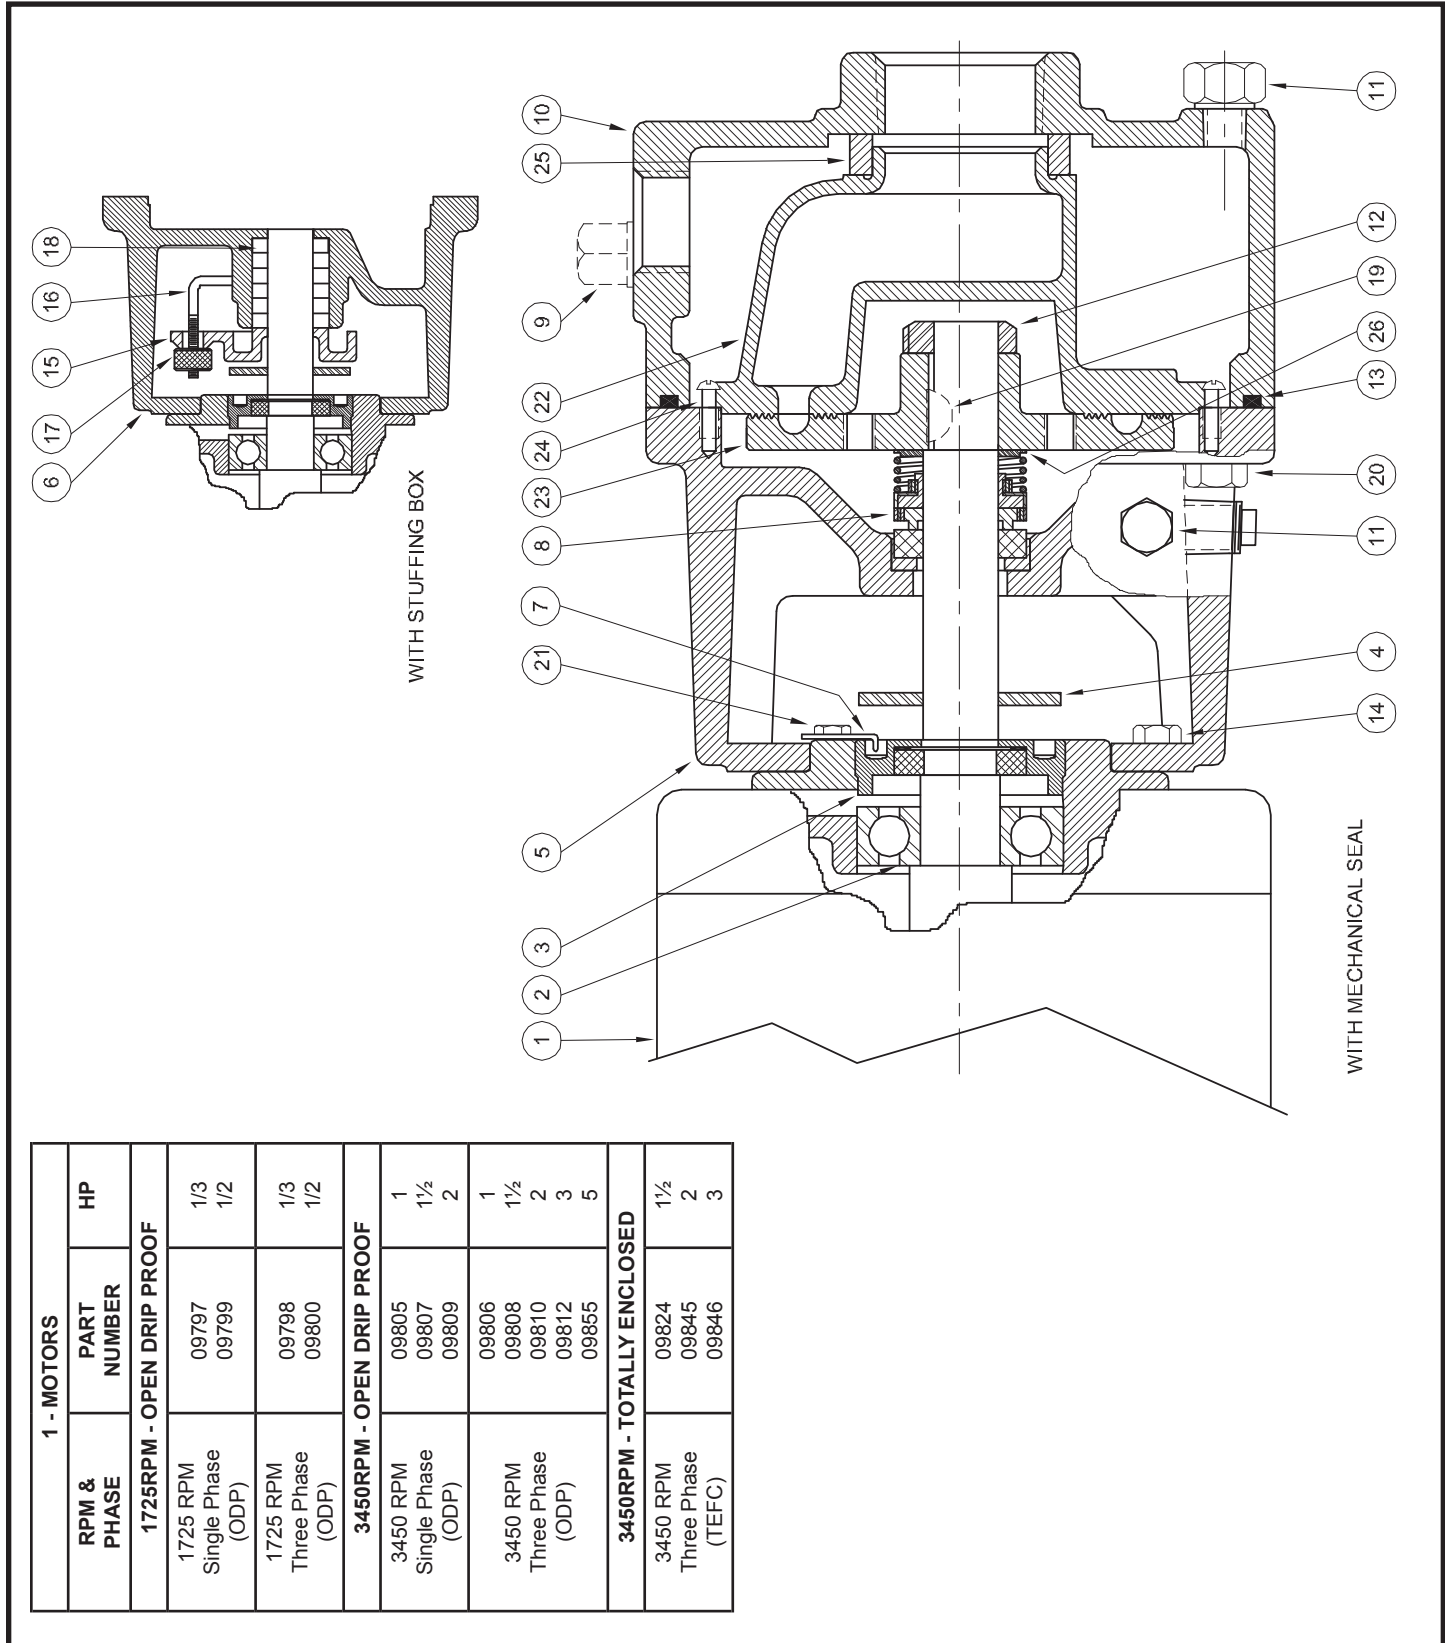 1 - MOTORS
RPM & PHASE
PART NUMBER
HP
1725RPM - OPEN DRIP PROOF
1725 RPM
Single Phase
(ODP)
09797 1/3
09799 1/2
1725 RPM
Three Phase
(ODP)
09798 1/3
09800 1/2
3450RPM - OPEN DRIP PROOF
3450 RPM
Single Phase
(ODP)
09805 1
09807 1½
09809 2
3450 RPM
Three Phase
(ODP)
09806 1
09808 1½
09810 2
09812 3
09855 5
3450RPM - TOTALLY ENCLOSED
3450 RPM
Three Phase
(TEFC)
09824 1½
09845 2
09846 3
6 17 15 16 18
WITH STUFFING BOX
1 2 3 5 21 7 8 23 24 22 9 25 10
14 4 11 20 13 26 19 12 11
WITH MECHANICAL SEAL